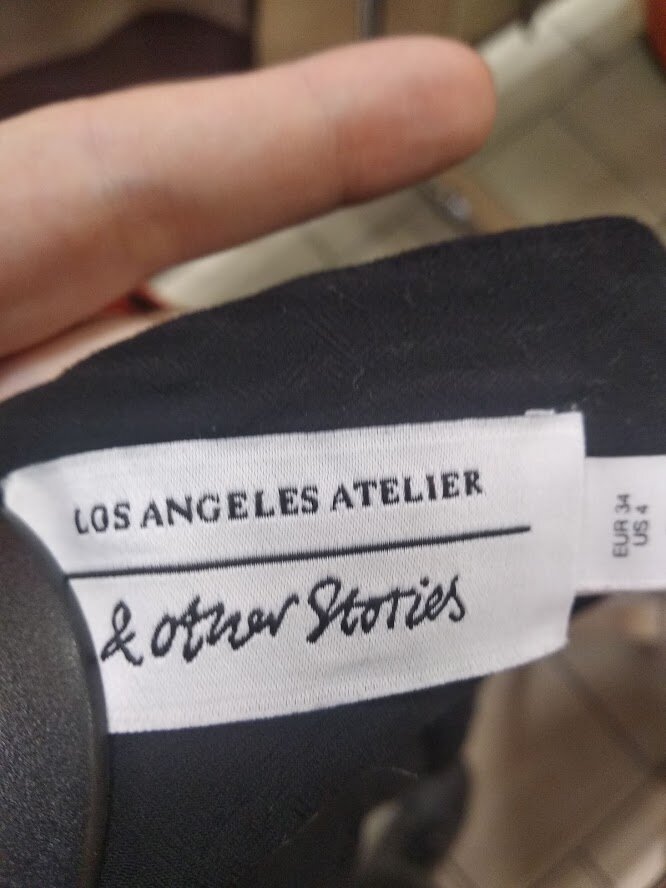 LOS ANGELES ATELIER
& other Stories
EUR 34
US 4